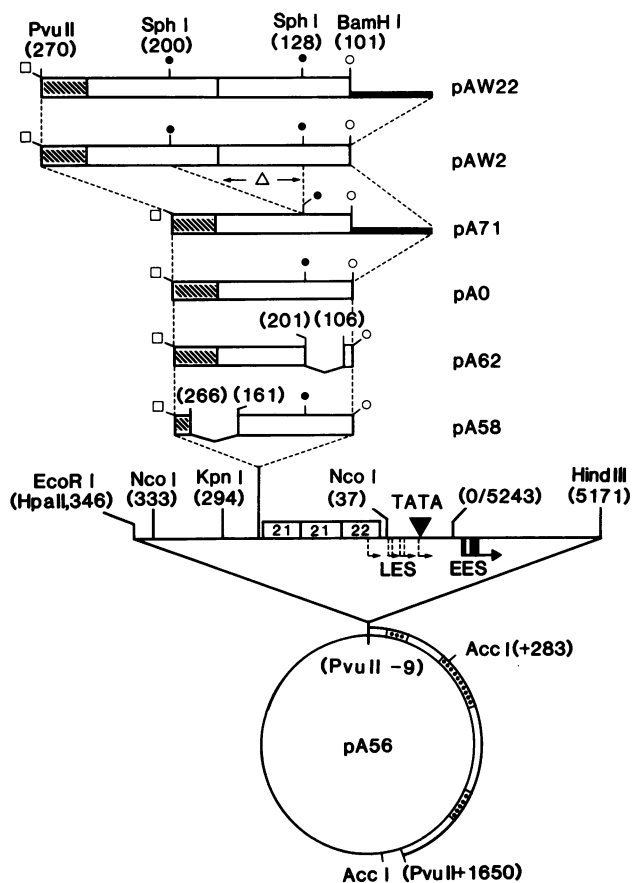 Pvu II Sph I Sph I BamH I
(270) (200) (128) (101)
pAW22
pAW2
Δ
pA71
pA0
(201) (106)
pA62
(266) (161)
pA58
EcoR I Nco I Kpn I Nco I TATA (0/5243) Hind III
(HpaII,346) (333) (294) (37) (5171)
21 21 22
LES EES
(Pvu II -9)
Acc I (+283)
pA56
Acc I (Pvu II+1650)